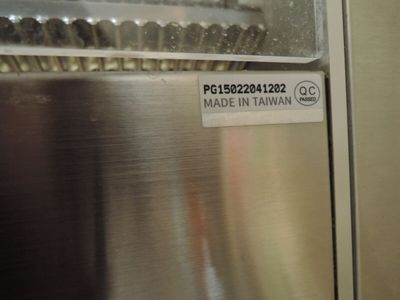 PG15022041202
MADE IN TAIWAN
QC
PASSED